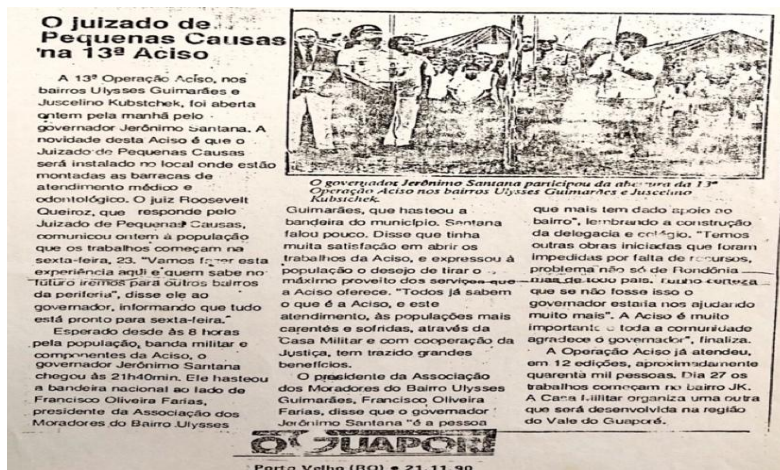 O juizado de
Pequenas Causas
na 13ª Aciso
A 13ª Operação Aciso, nos
bairros Ulysses Guimarães e
Juscelino Kubstchek, foi aberta
ontem pela manhã pelo
governador Jerônimo Santana. A
novidade desta Aciso é que o
Juizado de Pequenas Causas
será instalado no local onde estão
montadas as barracas de
atendimento médico e
odontológico. O juiz Roosevelt
Queiroz, que responde pelo
Juizado de Pequenas Causas,
comunicou ontem à população
que os trabalhos começam na
sexta-feira, 23. "Vamos fazer esta
experiência aqui e quem sabe no
futuro iremos para outros bairros
da periferia", disse ele ao
governador, informando que tudo
está pronto para sexta-feira."
Esperado desde às 8 horas
pela população, banda militar e
componentes da Aciso, o
governador Jerônimo Santana
chegou às 21h40min. Ele hasteou
a bandeira nacional ao lado de
Francisco Oliveira Farias,
presidente da Associação dos
Moradores do Bairro Ulysses
O governador Jerônimo Santana participou da abertura da 13ª
Operação Aciso nos bairros Ulysses Guimarães e Juscelino
Kubstchek.
Guimarães, que hasteou a
bandeira do município. Santana
falou pouco. Disse que tinha
muita satisfação em abrir os
trabalhos da Aciso, e expressou à
população o desejo de tirar o
máximo proveito dos serviços que
a Aciso oferece. "Todos já sabem
o que é a Aciso, e este
atendimento, às populações mais
carentes e sofridas, através da
Casa Militar e com cooperação da
Justiça, tem trazido grandes
benefícios.
O presidente da Associação
dos Moradores do Bairro Ulysses
Guimarães, Francisco Oliveira
Farias, disse que o governador
Jerônimo Santana "é a pessoa
que mais tem dado apoio ao
bairro", lembrando a construção
da delegacia e colégio. "Temos
outras obras iniciadas que foram
impedidas por falta de recursos,
problema não só de Rondônia
mas de todo país. Tenho certeza
que se não fosse isso o
governador estaria nos ajudando
muito mais". A Aciso é muito
importante e toda a comunidade
agradece o governador", finaliza.
A Operação Aciso já atendeu,
em 12 edições, aproximadamente
quarenta mil pessoas. Dia 27 os
trabalhos começam no bairro JK.
A Casa Militar organiza uma outra
que será desenvolvida na região
do Vale do Guaporé.
O GUAPORÉ
Porto Velho (RO) • 21.11.90